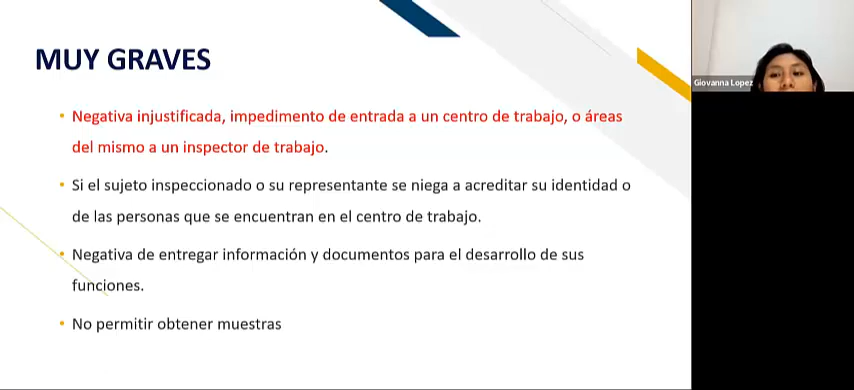 MUY GRAVES
Negativa injustificada, impedimento de entrada a un centro de trabajo, o áreas
del mismo a un inspector de trabajo.
Si el sujeto inspeccionado o su representante se niega a acreditar su identidad o
de las personas que se encuentran en el centro de trabajo.
Negativa de entregar información y documentos para el desarrollo de sus
funciones.
No permitir obtener muestras
Giovanna Lopez